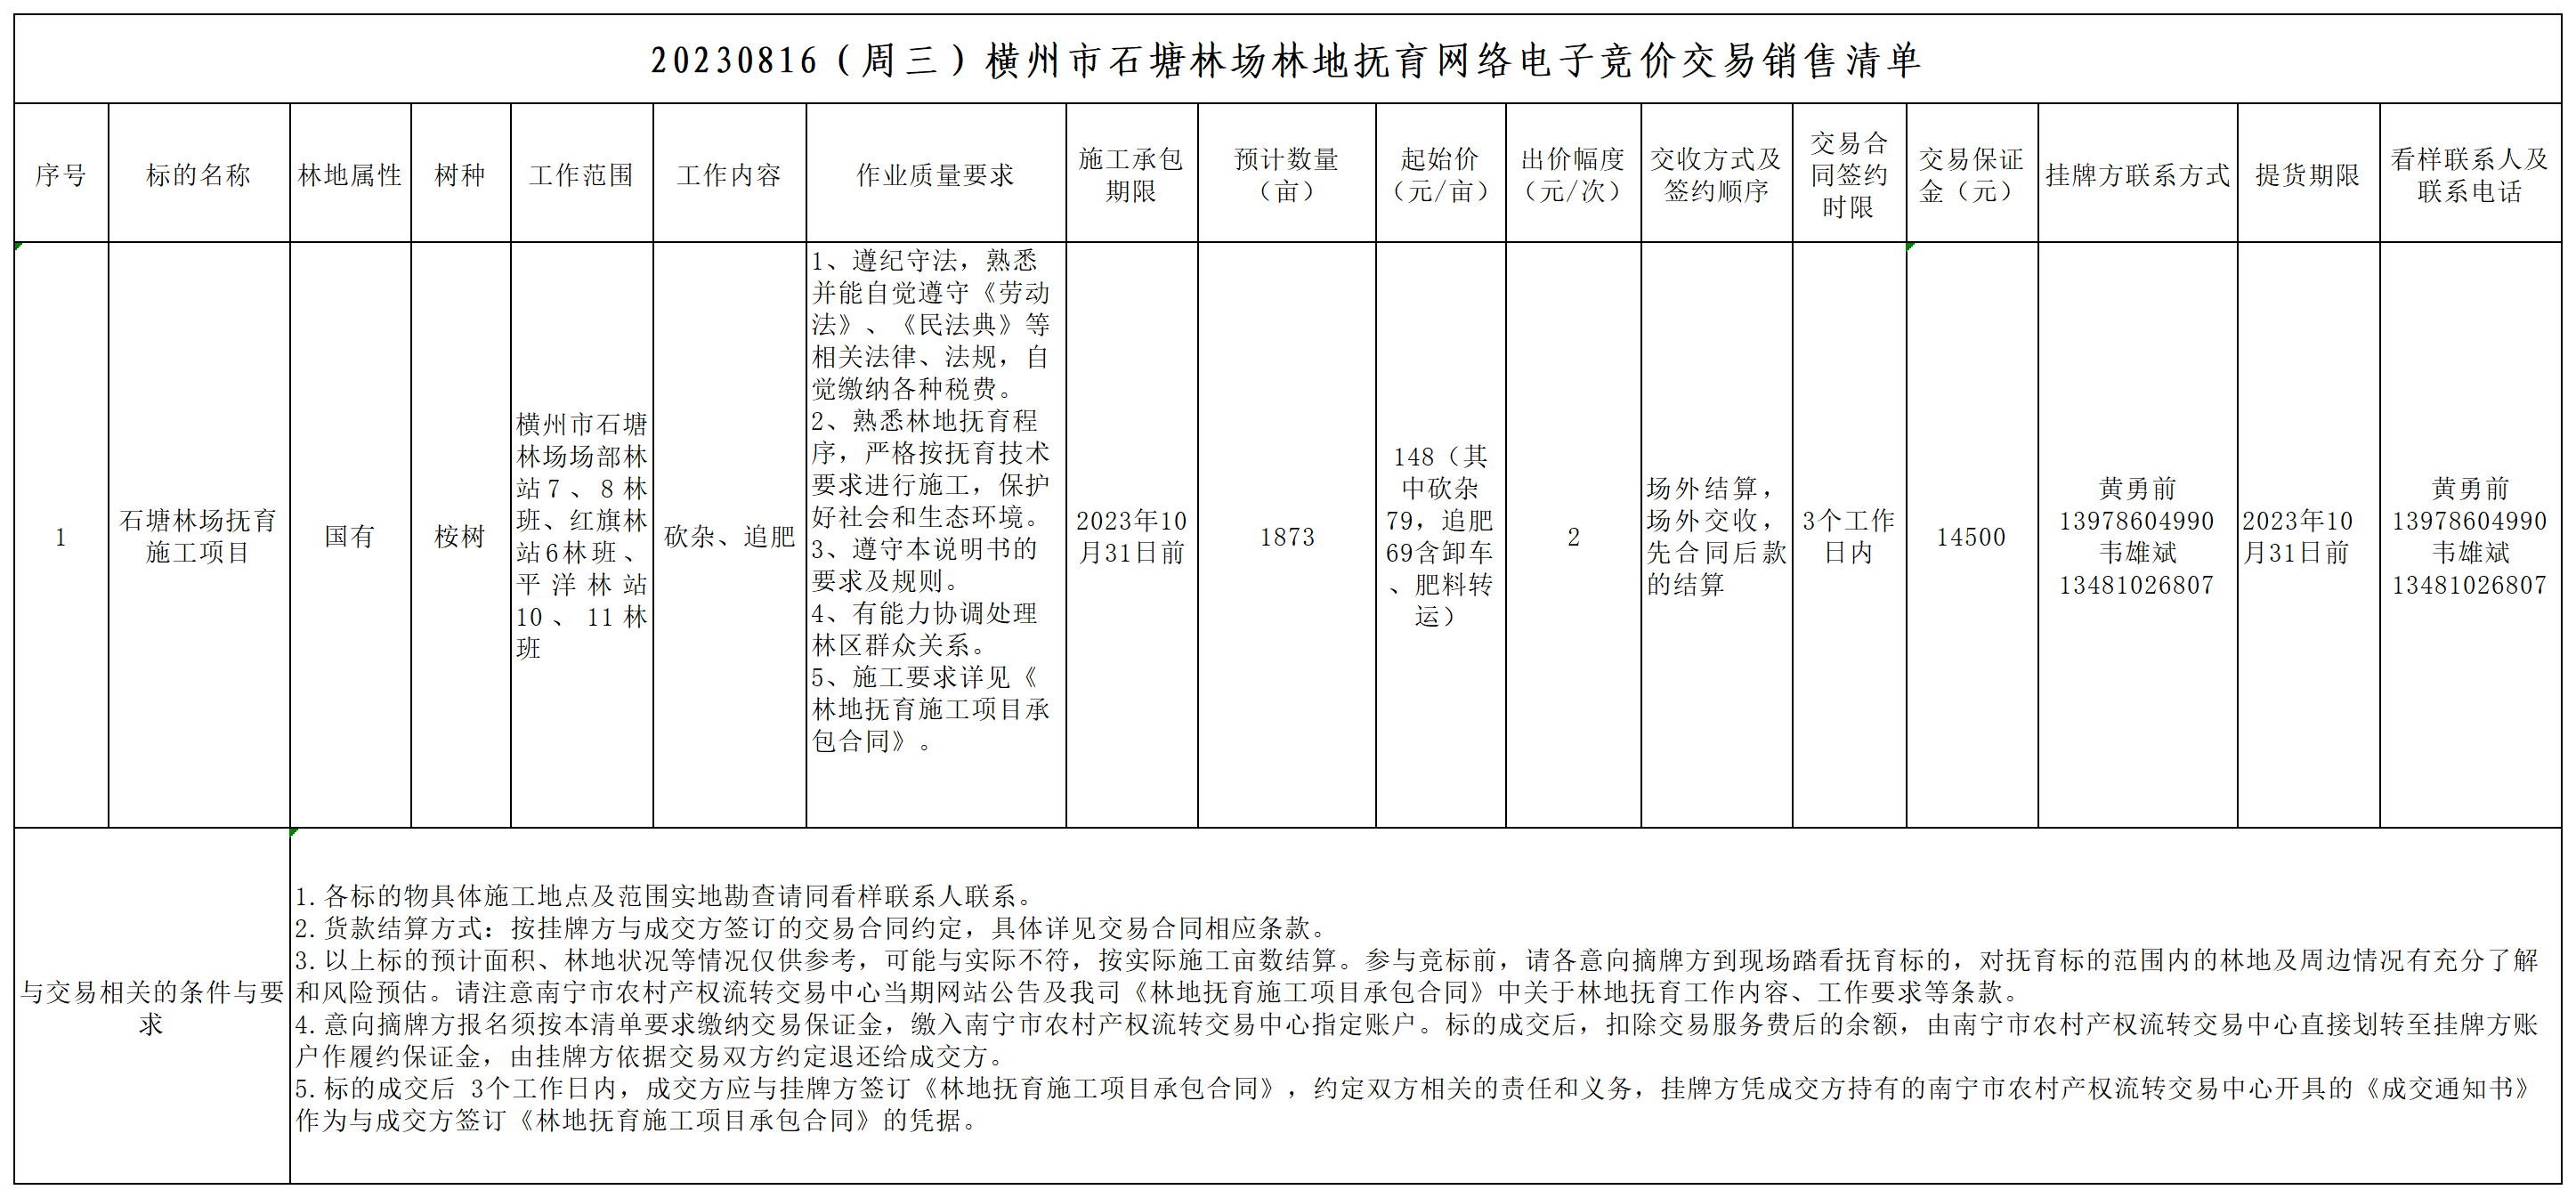 20230816（周三）横州市石塘林场林地抚育网络电子竞价交易销售清单
序号
标的名称
林地属性
树种
工作范围
工作内容
作业质量要求
施工承包
期限
预计数量
（亩）
起始价
（元/亩）
出价幅度
（元/次）
交收方式及
签约顺序
交易合
同签约
时限
交易保证
金（元）
挂牌方联系方式
提货期限
看样联系人及
联系电话
1
石塘林场抚育
施工项目
国有
桉树
横州市石塘
林场场部林
站7、8林
班、红旗林
站6林班、
平洋林站
10、11林
班
砍杂、追肥
1、遵纪守法，熟悉
并能自觉遵守《劳动
法》、《民法典》等
相关法律、法规，自
觉缴纳各种税费。
2、熟悉林地抚育程
序，严格按抚育技术
要求进行施工，保护
好社会和生态环境。
3、遵守本说明书的
要求及规则。
4、有能力协调处理
林区群众关系。
5、施工要求详见《
林地抚育施工项目承
包合同》。
2023年10
月31日前
1873
148（其
中砍杂
79，追肥
69含卸车
、肥料转
运）
2
场外结算，
场外交收，
先合同后款
的结算
3个工作
日内
14500
黄勇前
13978604990
韦雄斌
13481026807
2023年10
月31日前
黄勇前
13978604990
韦雄斌
13481026807
与交易相关的条件与要
求
1.各标的物具体施工地点及范围实地勘查请同看样联系人联系。
2.货款结算方式：按挂牌方与成交方签订的交易合同约定，具体详见交易合同相应条款。
3.以上标的预计面积、林地状况等情况仅供参考，可能与实际不符，按实际施工亩数结算。参与竞标前，请各意向摘牌方到现场踏看抚育标的，对抚育标的范围内的林地及周边情况有充分了解
和风险预估。请注意南宁市农村产权流转交易中心当期网站公告及我司《林地抚育施工项目承包合同》中关于林地抚育工作内容、工作要求等条款。
4.意向摘牌方报名须按本清单要求缴纳交易保证金，缴入南宁市农村产权流转交易中心指定账户。标的成交后，扣除交易服务费后的余额，由南宁市农村产权流转交易中心直接划转至挂牌方账
户作履约保证金，由挂牌方依据交易双方约定退还给成交方。
5.标的成交后 3个工作日内，成交方应与挂牌方签订《林地抚育施工项目承包合同》，约定双方相关的责任和义务，挂牌方凭成交方持有的南宁市农村产权流转交易中心开具的《成交通知书》
作为与成交方签订《林地抚育施工项目承包合同》的凭据。